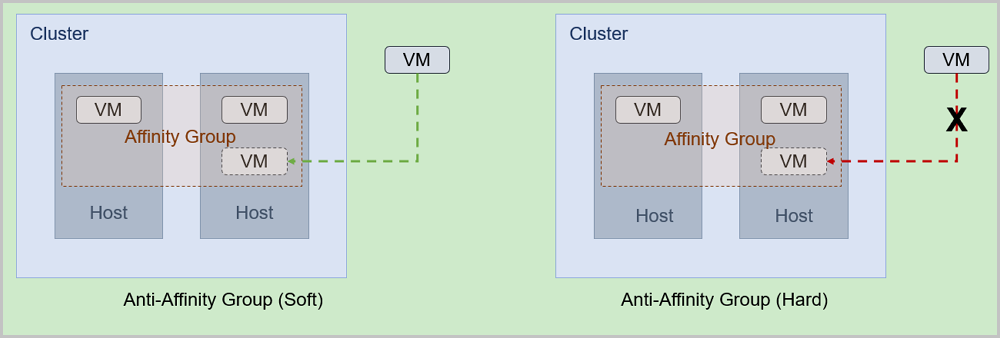 Cluster
VM
VM
VM
Affinity Group
VM
Host
Host
Anti-Affinity Group (Soft)
Cluster
VM
VM
VM
Affinity Group
X
VM
Host
Host
Anti-Affinity Group (Hard)